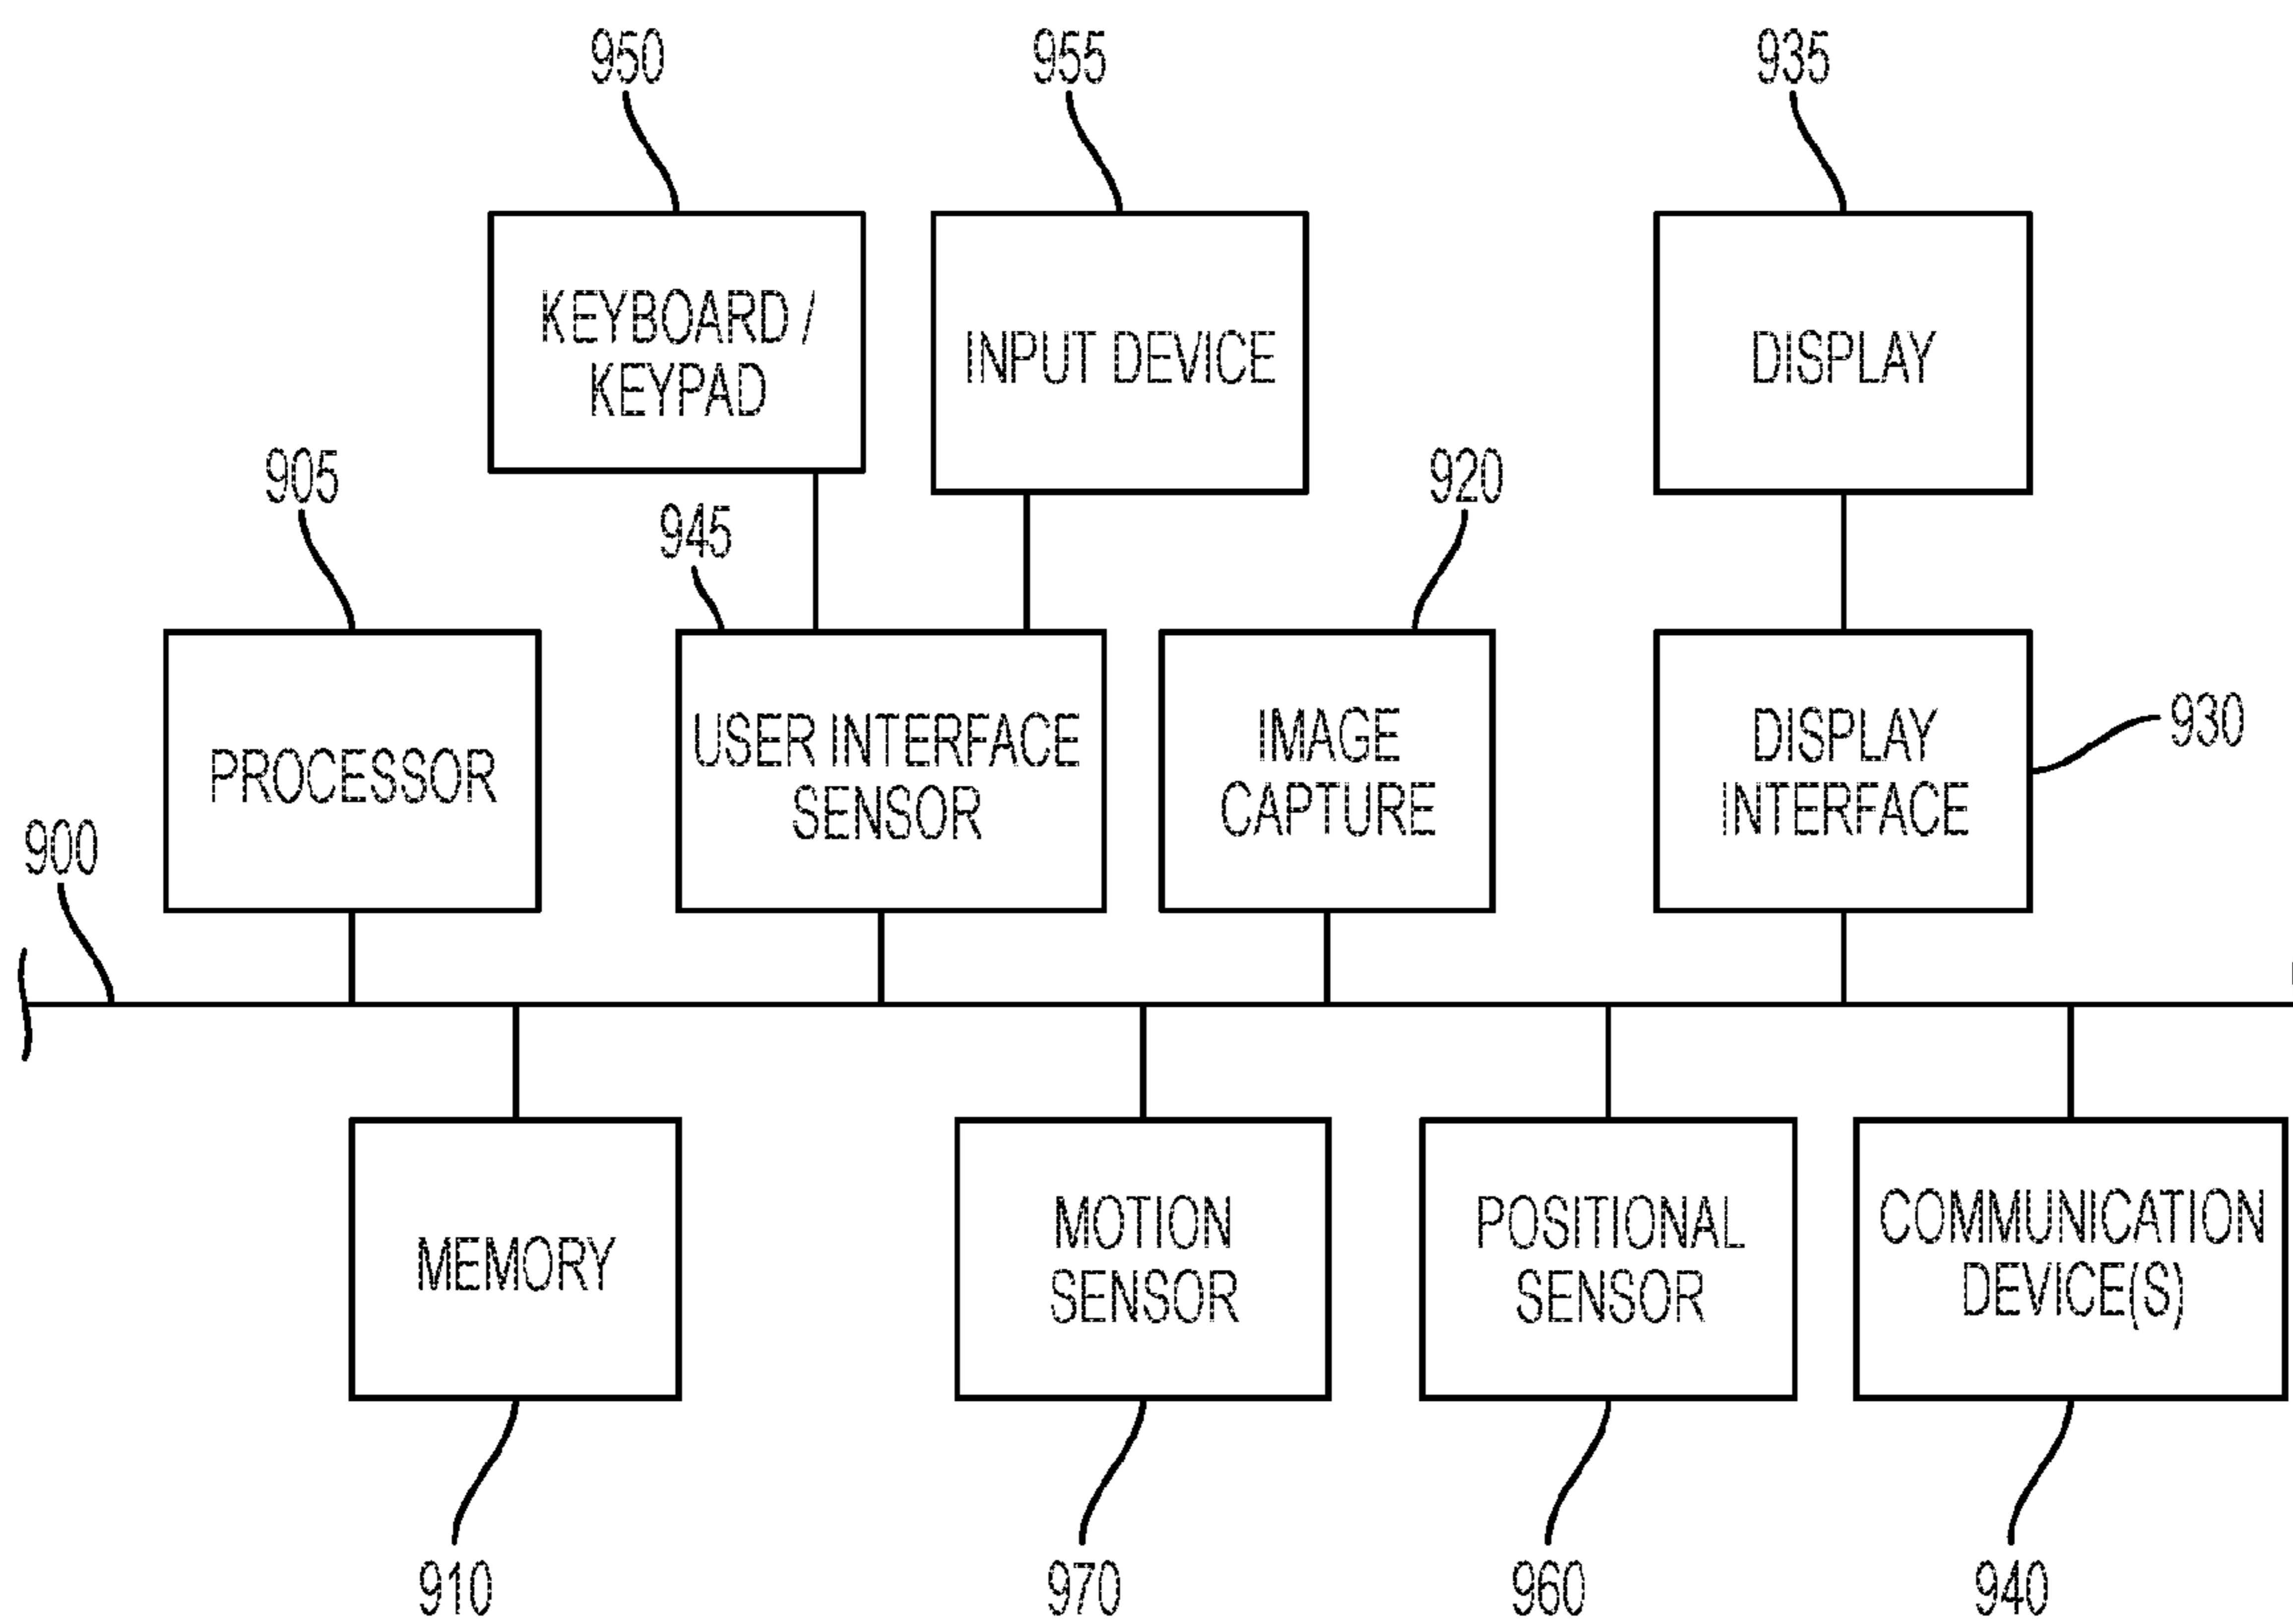 950
955
935
KEYBOARD /
KEYPAD
INPUT DEVICE
DISPLAY
905
945
920
PROCESSOR
USER INTERFACE
SENSOR
IMAGE
CAPTURE
DISPLAY
INTERFACE
930
900
MEMORY
MOTION
SENSOR
POSITIONAL
SENSOR
COMMUNICATION
DEVICE(S)
910
970
960
940